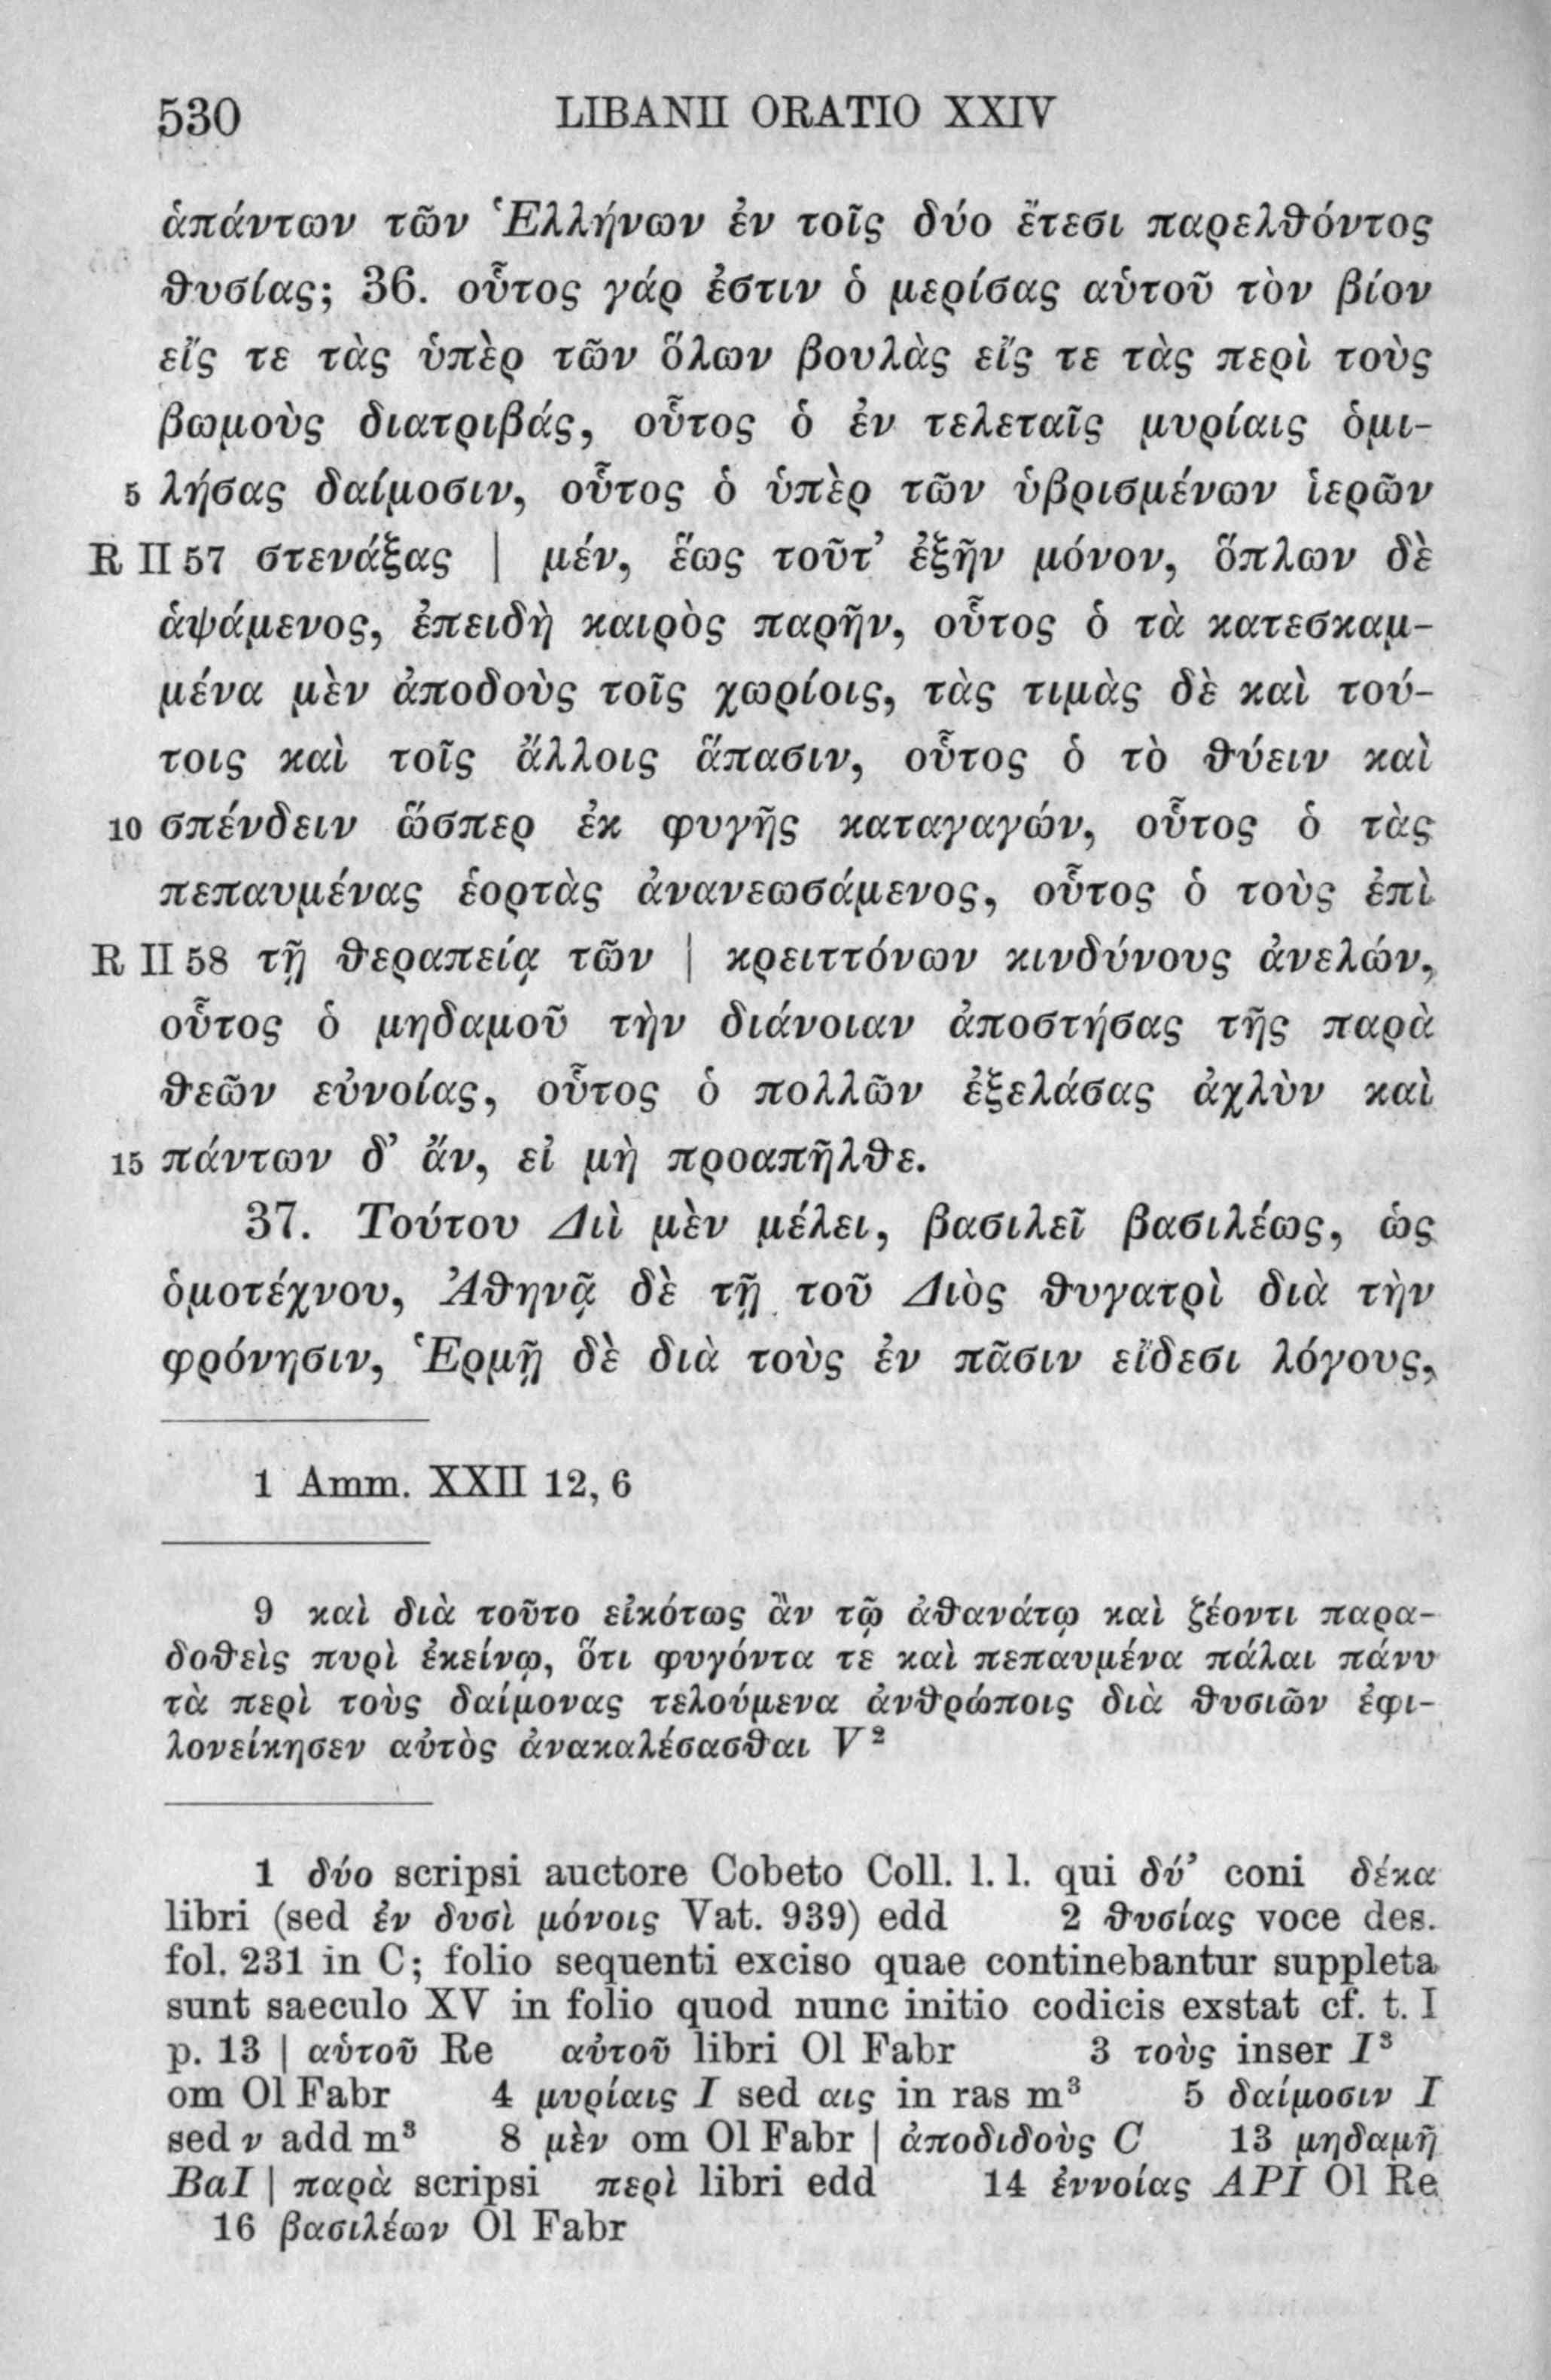 530 LIBANII ORATIO XXIV
ἁπάντων τῶν Ἑλλήνων ἐν τοῖς δύο ἔτεσι παρελθόντος
θυσίας; 36. οὗτος γάρ ἐστιν ὁ μερίσας αὑτοῦ τὸν βίον
εἴς τε τὰς ὑπὲρ τῶν ὅλων βουλὰς εἴς τε τὰς περὶ τοὺς
βωμοὺς διατριβάς, οὗτος ὁ ἐν τελεταῖς μυρίαις ὁμι-
5 λήσας δαίμοσιν, οὗτος ὁ ὑπὲρ τῶν ὑβρισμένων ἱερῶν
R II 57 στενάξας | μέν, ἕως τοῦτ’ ἐξῆν μόνον, ὅπλων δὲ
ἁψάμενος, ἐπειδὴ καιρὸς παρῆν, οὗτος ὁ τὰ κατεσκαμ-
μένα μὲν ἀποδοὺς τοῖς χωρίοις, τὰς τιμὰς δὲ καὶ τού-
τοις καὶ τοῖς ἄλλοις ἅπασιν, οὗτος ὁ τὸ θύειν καὶ
10 σπένδειν ὥσπερ ἐκ φυγῆς καταγαγών, οὗτος ὁ τὰς
πεπαυμένας ἑορτὰς ἀνανεωσάμενος, οὗτος ὁ τοὺς ἐπὶ
R II 58 τῇ θεραπείᾳ τῶν | κρειττόνων κινδύνους ἀνελών,
οὗτος ὁ μηδαμοῦ τὴν διάνοιαν ἀποστήσας τῆς παρὰ
θεῶν εὐνοίας, οὗτος ὁ πολλῶν ἐξελάσας ἀχλὺν καὶ
15 πάντων δ’ ἄν, εἰ μὴ προαπῆλθε.
37. Τούτου Διὶ μὲν μέλει, βασιλεῖ βασιλέως, ὡς
ὁμοτέχνου, Ἀθηνᾷ δὲ τῇ τοῦ Διὸς θυγατρὶ διὰ τὴν
φρόνησιν, Ἑρμῇ δὲ διὰ τοὺς ἐν πᾶσιν εἴδεσι λόγους,
1 Amm. XXII 12, 6
9 καὶ διὰ τοῦτο εἰκότως ἂν τῷ ἀθανάτῳ καὶ ζέοντι παρα-
δοθεὶς πυρὶ ἐκείνῳ, ὅτι φυγόντα τε καὶ πεπαυμένα πάλαι πάνυ
τὰ περὶ τοὺς δαίμονας τελούμενα ἀνθρώποις διὰ θυσιῶν ἐφι-
λονείκησεν αὐτὸς ἀνακαλέσασθαι V²
1 δύο scripsi auctore Cobeto Coll. l. l. qui δύ’ coni δέκα
libri (sed ἐν δυσὶ μόνοις Vat. 939) edd 2 θυσίας voce des.
fol. 231 in C; folio sequenti exciso quae continebantur suppleta
sunt saeculo XV in folio quod nunc initio codicis exstat cf. t. I
p. 13 | αὑτοῦ Re αὐτοῦ libri Ol Fabr 3 τοὺς inser I³
om Ol Fabr 4 μυρίαις I sed αις in ras m³ 5 δαίμοσιν I
sed ν add m³ 8 μὲν om Ol Fabr | ἀποδιδοὺς C 13 μηδαμῆ
BaI | παρὰ scripsi περὶ libri edd 14 ἐννοίας API Ol Re
16 βασιλέων Ol Fabr